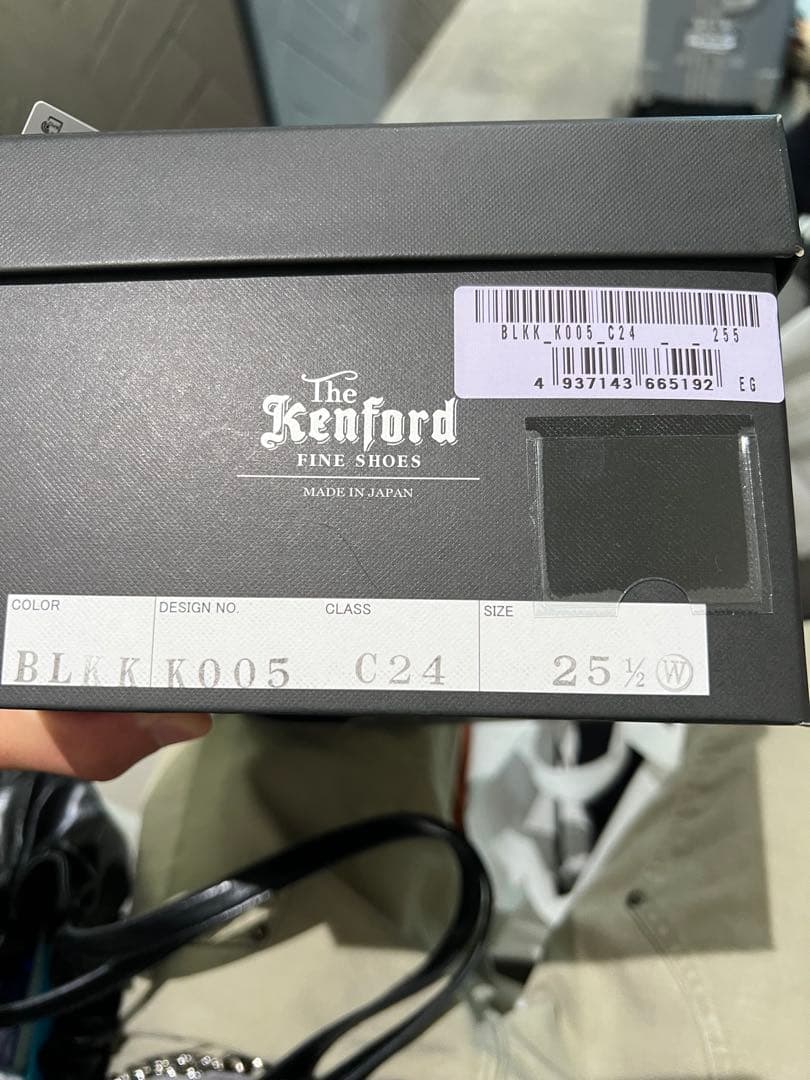 BLKK_K005_C24 _ _ 255
4 937143 665192 EG
The
Kenford
FINE SHOES
MADE IN JAPAN
COLOR DESIGN NO. CLASS SIZE
BLKK K005 C24 25½ W